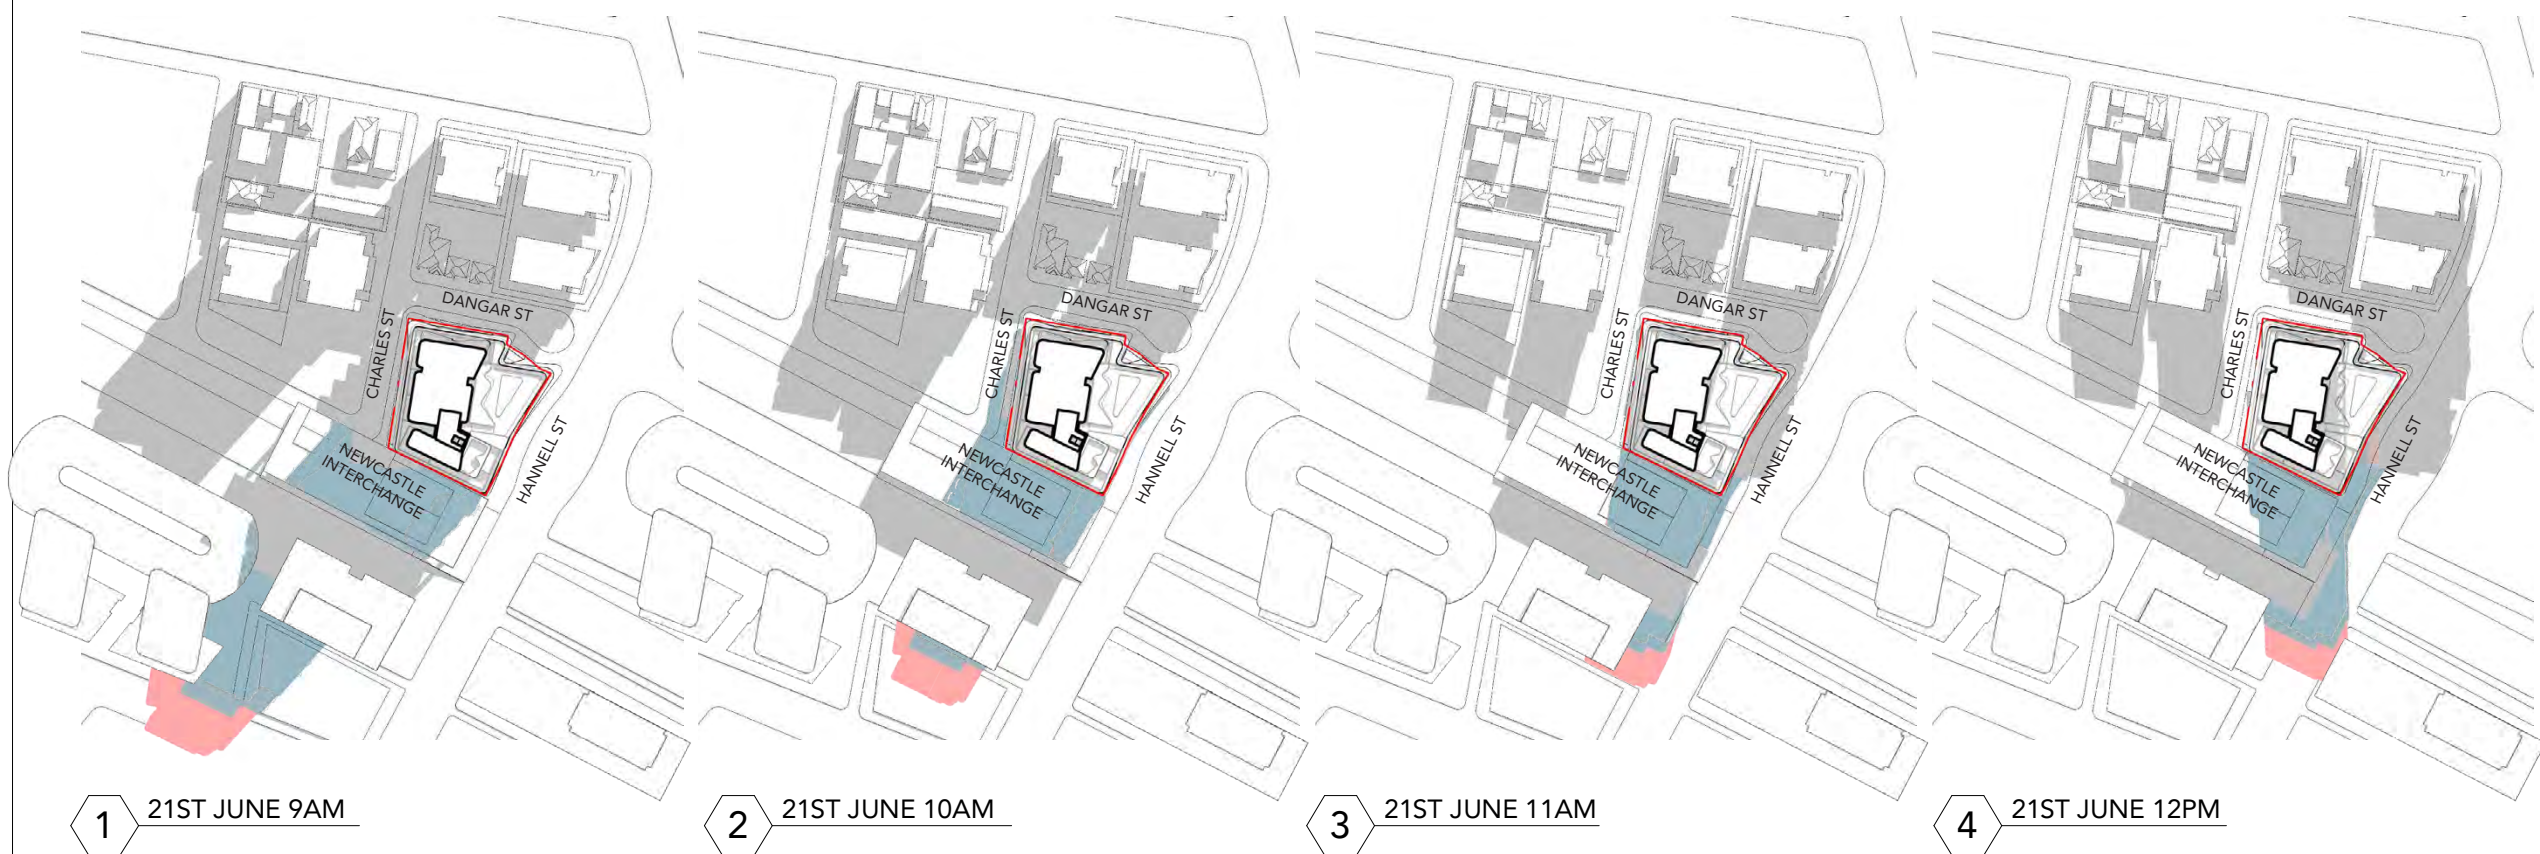 DANGAR ST
CHARLES ST
NEWCASTLE
INTERCHANGE
HANNELL ST
1
21ST JUNE 9AM
DANGAR ST
CHARLES ST
NEWCASTLE
INTERCHANGE
HANNELL ST
2
21ST JUNE 10AM
DANGAR ST
CHARLES ST
NEWCASTLE
INTERCHANGE
HANNELL ST
3
21ST JUNE 11AM
DANGAR ST
CHARLES ST
NEWCASTLE
INTERCHANGE
HANNELL ST
4
21ST JUNE 12PM